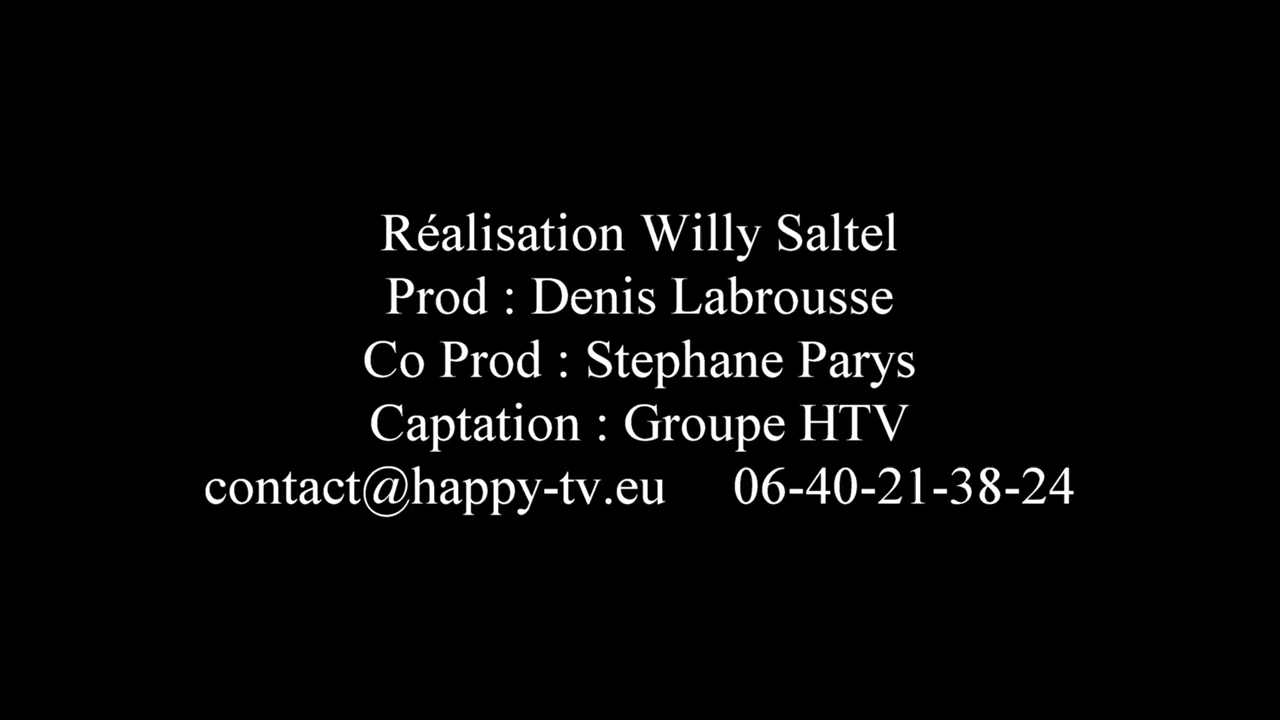 Réalisation Willy Saltel
Prod : Denis Labrousse
Co Prod : Stephane Parys
Captation : Groupe HTV
contact@happy-tv.eu 06-40-21-38-24